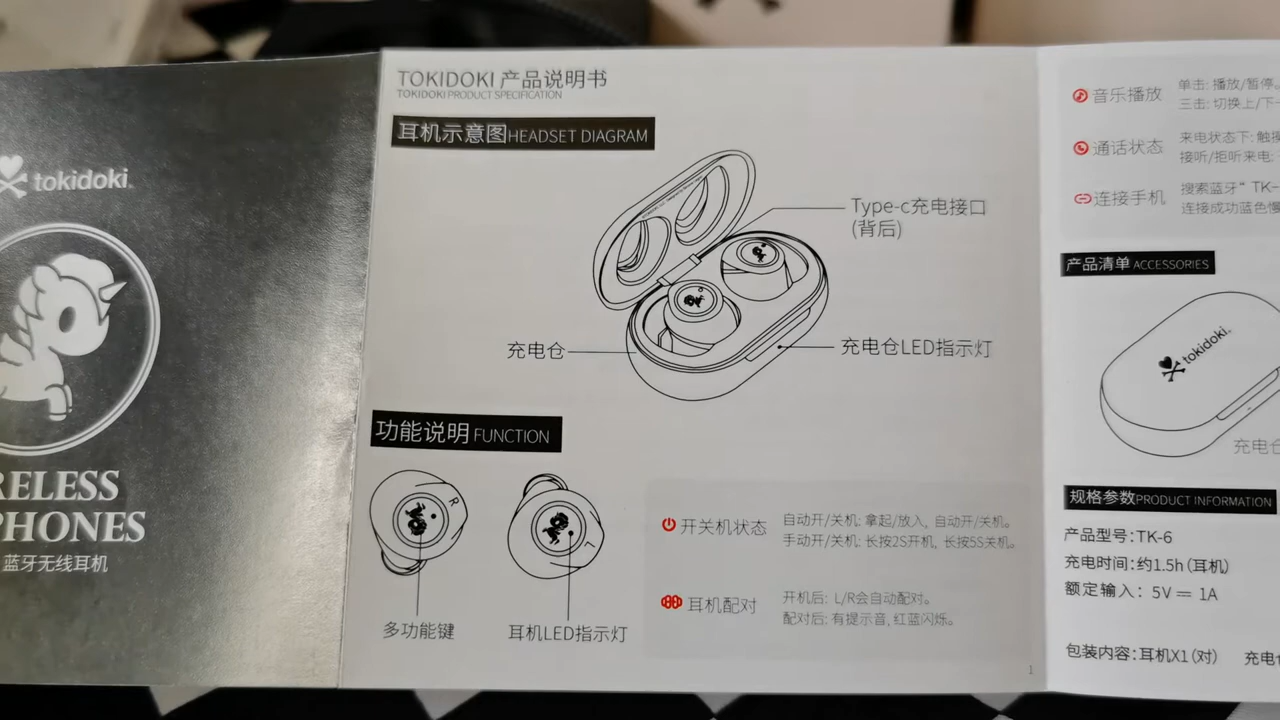 tokidoki
RELESS
PHONES
蓝牙无线耳机
TOKIDOKI 产品说明书
TOKIDOKI PRODUCT SPECIFICATION
耳机示意图HEADSET DIAGRAM
Type-c充电接口
(背后)
充电仓
充电仓LED指示灯
功能说明 FUNCTION
R
L
多功能键
耳机LED指示灯
开关机状态
自动开/关机: 拿起/放入, 自动开/关机。
手动开/关机: 长按2S开机, 长按5S关机。
耳机配对
开机后: L/R会自动配对。
配对后: 有提示音, 红蓝闪烁。
1
音乐播放
单击: 播放/暂停。
三击: 切换上/下
通话状态
来电状态下: 触摸
接听/拒听来电:
连接手机
搜索蓝牙“ TK-
连接成功蓝色慢
产品清单 ACCESSORIES
tokidoki.
充电仓
规格参数PRODUCT INFORMATION
产品型号:TK-6
充电时间:约1.5h (耳机)
额定输入: 5V = 1A
包装内容:耳机X1 (对) 充电仓